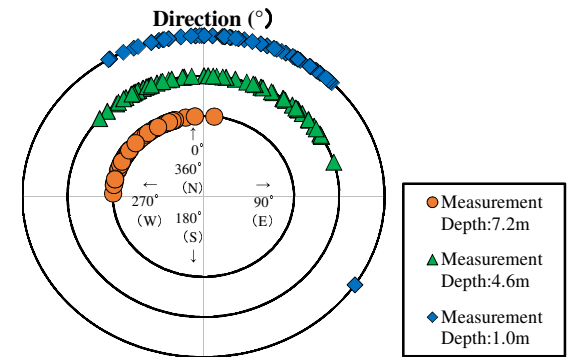 Direction (°)
↑
0°
360°
(N)
←
→
270°
(W)
180°
(S)
↓
90°
(E)
Measurement
Depth:7.2m
Measurement
Depth:4.6m
Measurement
Depth:1.0m